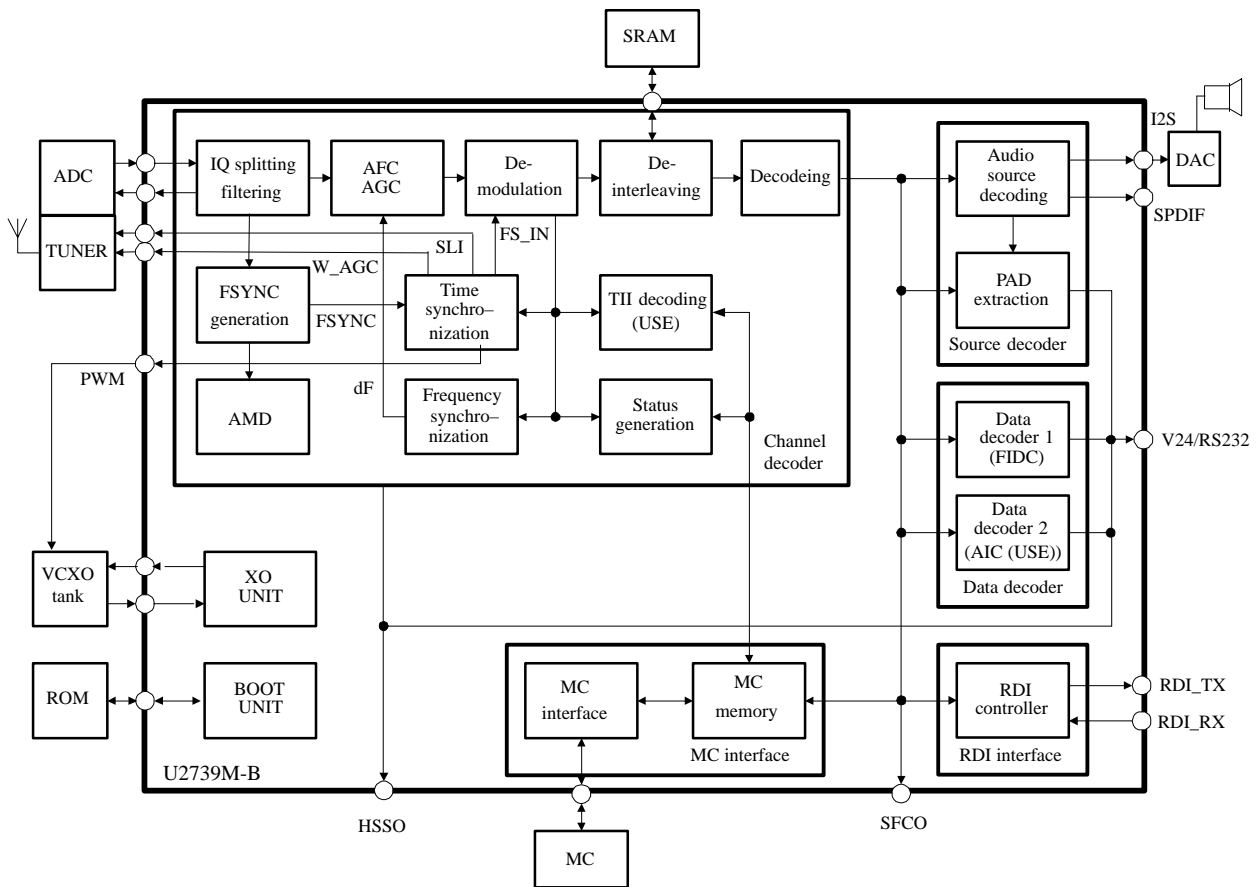 SRAM
I2S
ADC
IQ splitting
filtering
AFC
AGC
De-
modulation
De-
interleaving
Decodeing
Audio
source
decoding
DAC
SPDIF
TUNER
SLI
FS_IN
W_AGC
FSYNC
generation
FSYNC
Time
synchro–
nization
TII decoding
(USE)
PAD
extraction
Source decoder
PWM
dF
AMD
Frequency
synchro–
nization
Status
generation
Channel
decoder
Data
decoder 1
(FIDC)
V24/RS232
Data
decoder 2
(AIC (USE))
Data decoder
VCXO
tank
XO
UNIT
ROM
BOOT
UNIT
MC
interface
MC
memory
MC interface
RDI
controller
RDI interface
RDI_TX
RDI_RX
U2739M-B
HSSO
SFCO
MC